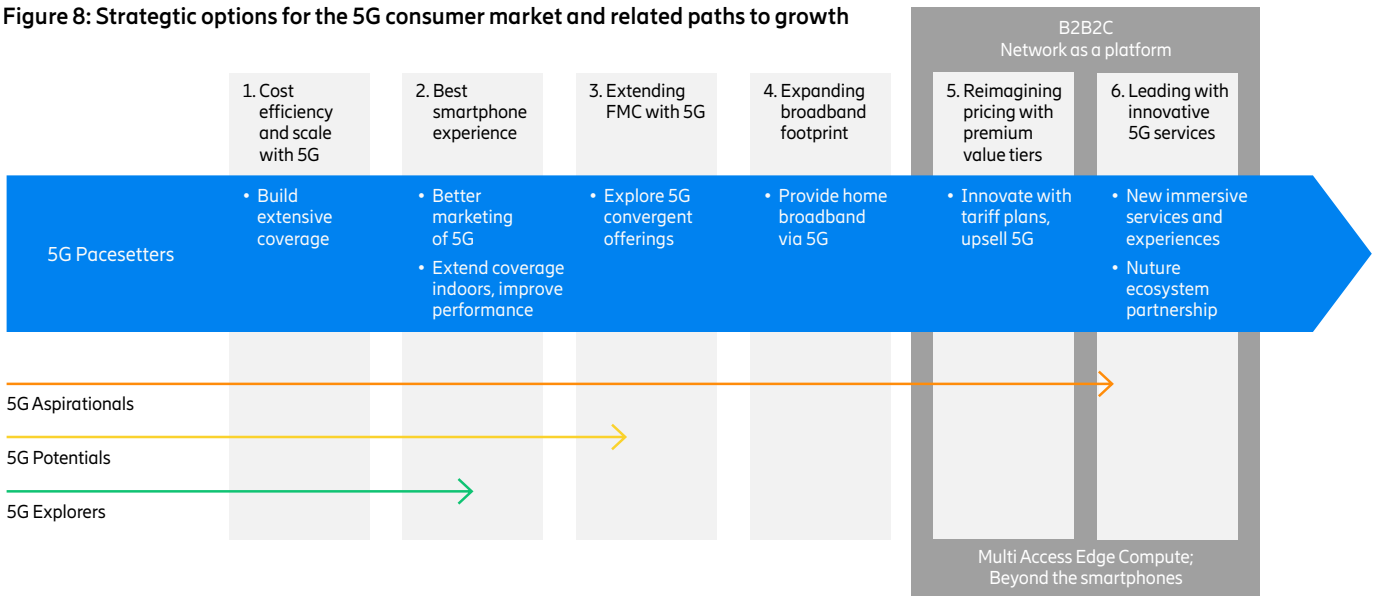 Figure 8: Strategtic options for the 5G consumer market and related paths to growth
B2B2C
Network as a platform
1. Cost
efficiency
and scale
with 5G
2. Best
smartphone
experience
3. Extending
FMC with 5G
4. Expanding
broadband
footprint
5. Reimagining
pricing with
premium
value tiers
6. Leading with
innovative
5G services
5G Pacesetters
• Build
extensive
coverage
• Better
marketing
of 5G
• Extend coverage
indoors, improve
performance
• Explore 5G
convergent
offerings
• Provide home
broadband
via 5G
• Innovate with
tariff plans,
upsell 5G
• New immersive
services and
experiences
• Nuture
ecosystem
partnership
5G Aspirationals
5G Potentials
5G Explorers
Multi Access Edge Compute;
Beyond the smartphones